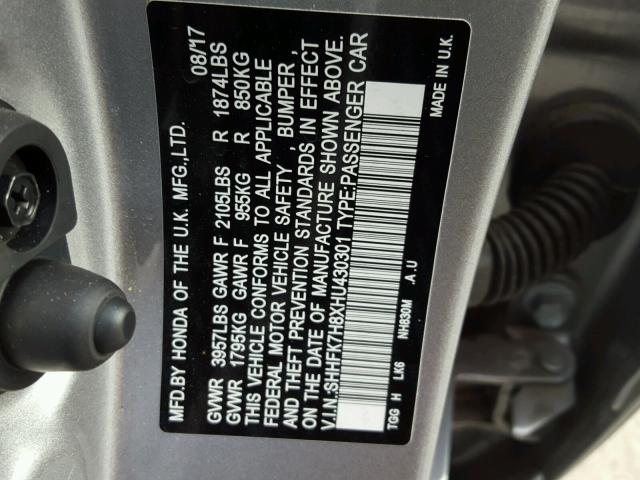 MFD.BY HONDA OF THE U.K. MFG.,LTD. 08/17
GVWR 3957LBS GAWR F 2105LBS R 1874LBS
GVWR 1795KG GAWR F 955KG R 850KG
THIS VEHICLE CONFORMS TO ALL APPLICABLE
FEDERAL MOTOR VEHICLE SAFETY, BUMPER,
AND THEFT PREVENTION STANDARDS IN EFFECT
ON THE DATE OF MANUFACTURE SHOWN ABOVE.
V.I.N.:SHHFK7H8XHU430301 TYPE:PASSENGER CAR
TGG H LK6 NH830M .A .U MADE IN U.K.